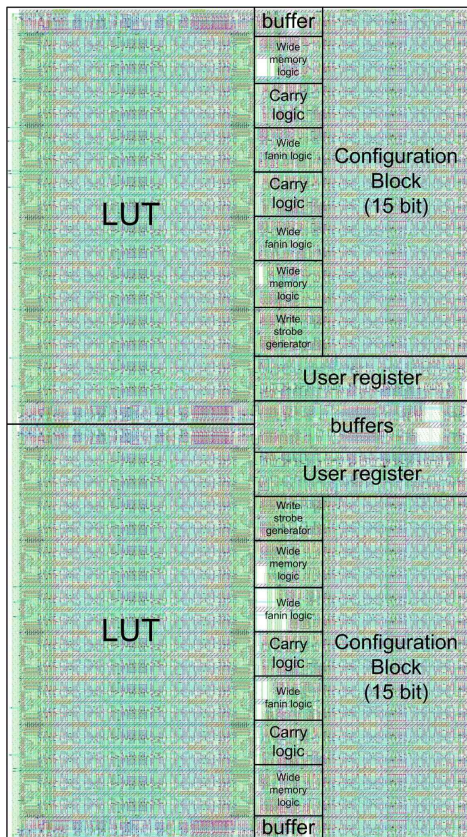 buffer
Wide
memory
logic
Carry
logic
Wide
fanin logic
Carry
logic
Wide
fanin logic
Wide
memory
logic
Write
strobe
generator
LUT
Configuration
Block
(15 bit)
User register
buffers
User register
Write
strobe
generator
Wide
memory
logic
Wide
fanin logic
Carry
logic
Wide
fanin logic
Carry
logic
Wide
memory
logic
buffer
LUT
Configuration
Block
(15 bit)